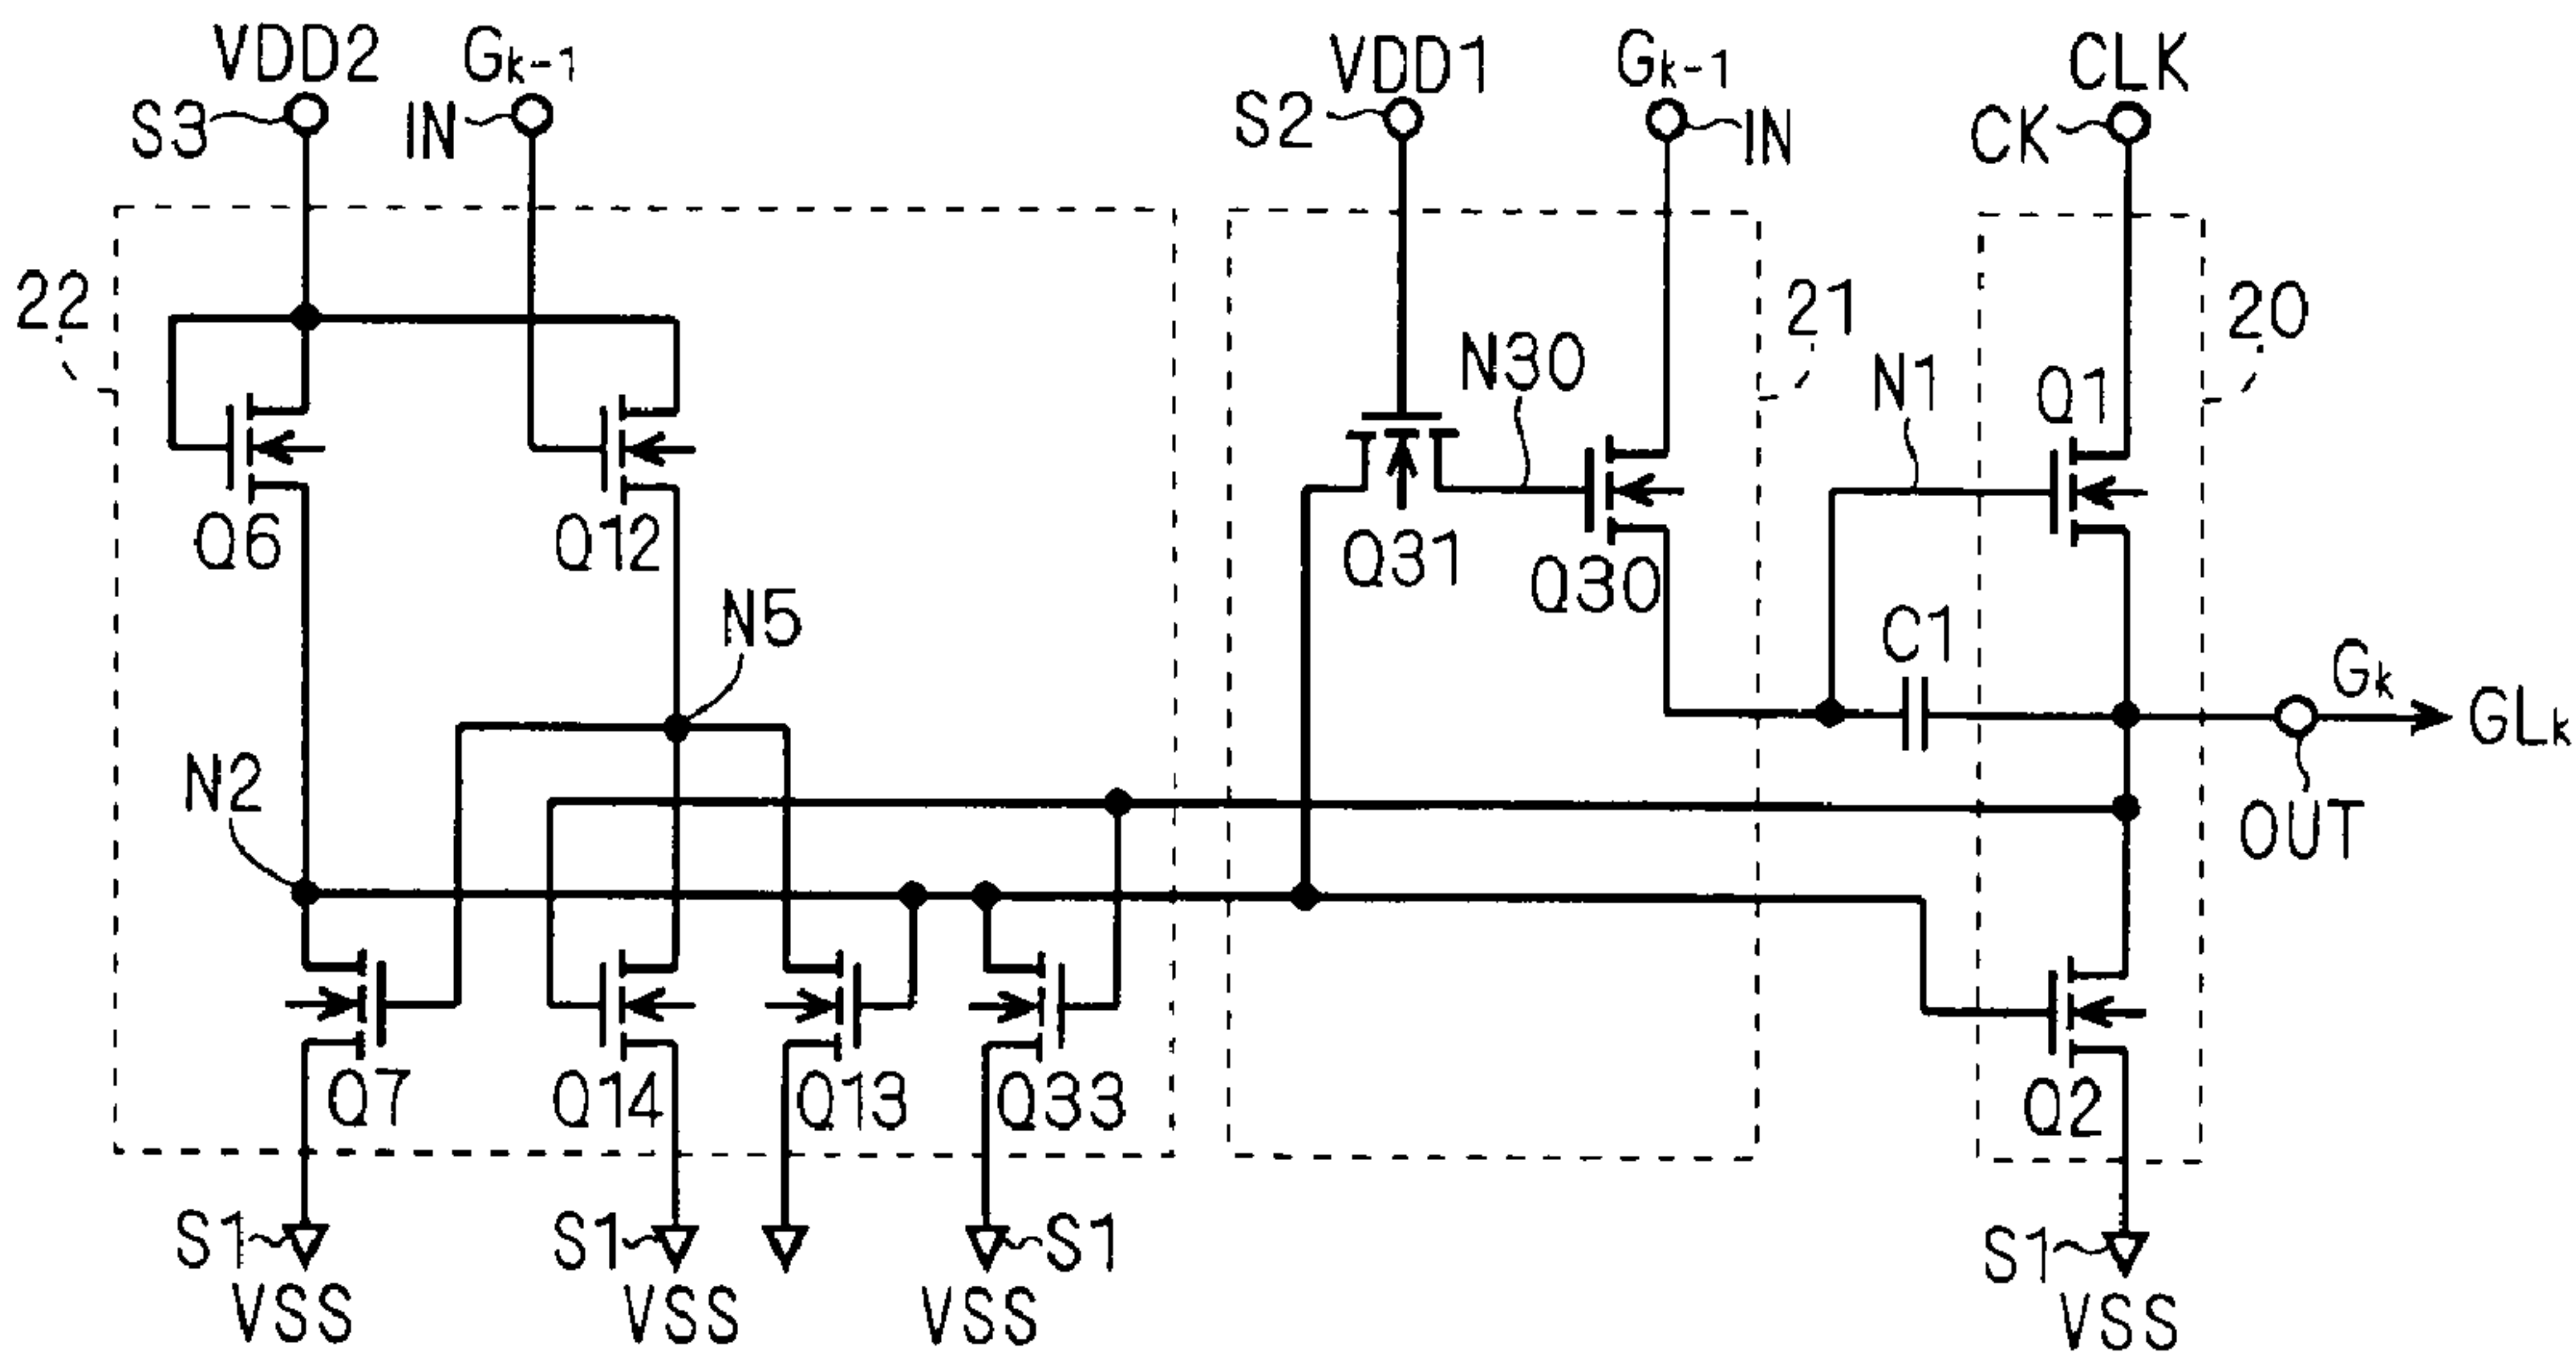 VDD2
Gk-1
VDD1
Gk-1
CLK
S3
IN
S2
IN
CK
22
21
20
N30
N1
Q1
Q6
Q12
Q31
Q30
N5
C1
Gk
GLk
N2
OUT
Q7
Q14
Q13
Q33
Q2
S1
S1
S1
S1
VSS
VSS
VSS
VSS